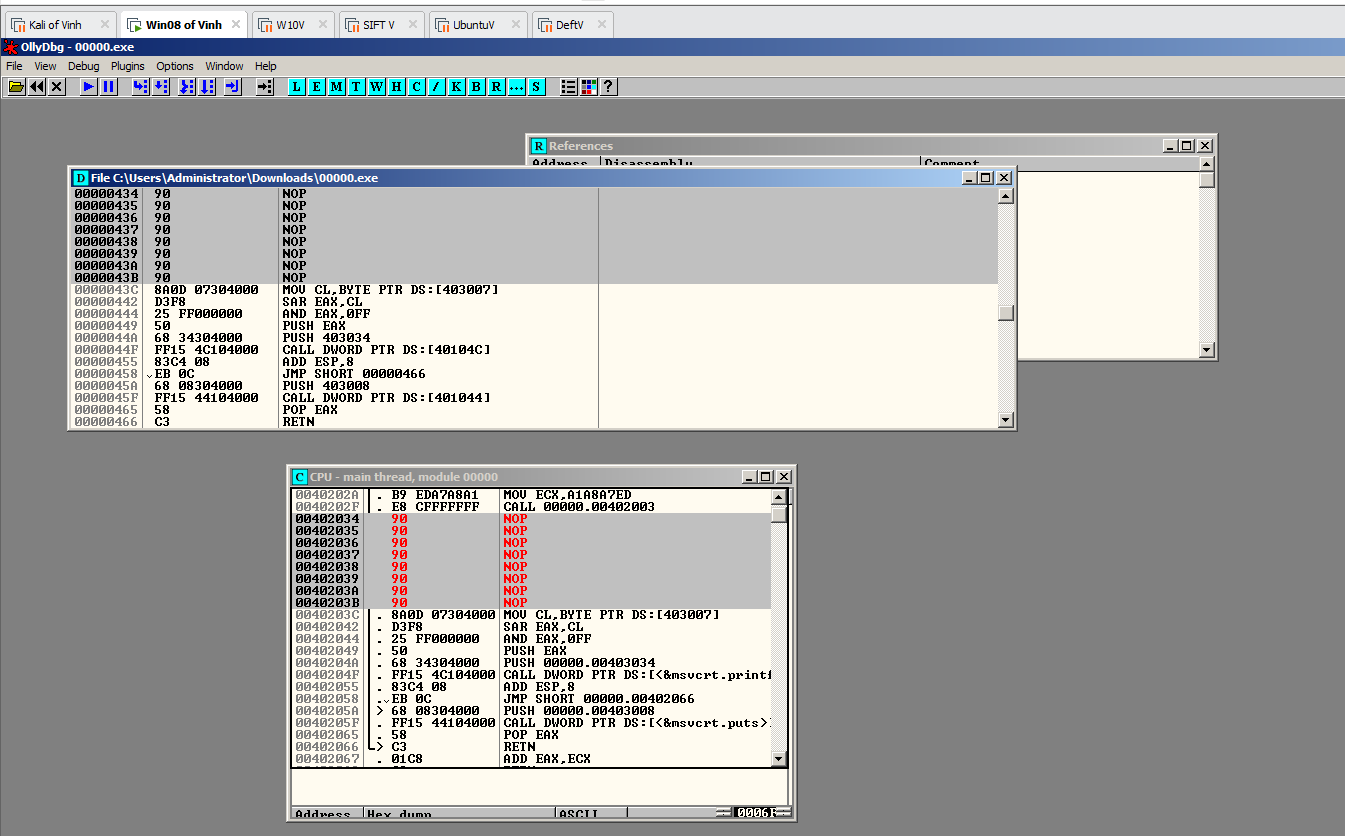 Kali of Vinh × Win08 of Vinh × W10V × SIFT V × UbuntuV × DeftV ×
OllyDbg - 00000.exe
File View Debug Plugins Options Window Help
L E M T W H C / K B R ... S ?
R References
Address Disassembly Comment
D File C:\Users\Administrator\Downloads\00000.exe
00000434 90 NOP
00000435 90 NOP
00000436 90 NOP
00000437 90 NOP
00000438 90 NOP
00000439 90 NOP
0000043A 90 NOP
0000043B 90 NOP
0000043C 8A0D 07304000 MOV CL,BYTE PTR DS:[403007]
00000442 D3F8 SAR EAX,CL
00000444 25 FF000000 AND EAX,0FF
00000449 50 PUSH EAX
0000044A 68 34304000 PUSH 403034
0000044F FF15 4C104000 CALL DWORD PTR DS:[40104C]
00000455 83C4 08 ADD ESP,8
00000458 EB 0C JMP SHORT 00000466
0000045A 68 08304000 PUSH 403008
0000045F FF15 44104000 CALL DWORD PTR DS:[401044]
00000465 58 POP EAX
00000466 C3 RETN
C CPU - main thread, module 00000
0040202A . B9 EDA7A8A1 MOV ECX,A1A8A7ED
0040202F . E8 CFFFFFFF CALL 00000.00402003
00402034 90 NOP
00402035 90 NOP
00402036 90 NOP
00402037 90 NOP
00402038 90 NOP
00402039 90 NOP
0040203A 90 NOP
0040203B 90 NOP
0040203C . 8A0D 07304000 MOV CL,BYTE PTR DS:[403007]
00402042 . D3F8 SAR EAX,CL
00402044 . 25 FF000000 AND EAX,0FF
00402049 . 50 PUSH EAX
0040204A . 68 34304000 PUSH 00000.00403034
0040204F . FF15 4C104000 CALL DWORD PTR DS:[<&msvcrt.printf
00402055 . 83C4 08 ADD ESP,8
00402058 . EB 0C JMP SHORT 00000.00402066
0040205A > 68 08304000 PUSH 00000.00403008
0040205F . FF15 44104000 CALL DWORD PTR DS:[<&msvcrt.puts>]
00402065 . 58 POP EAX
00402066 > C3 RETN
00402067 . 01C8 ADD EAX,ECX
Address Hex dump ASCII